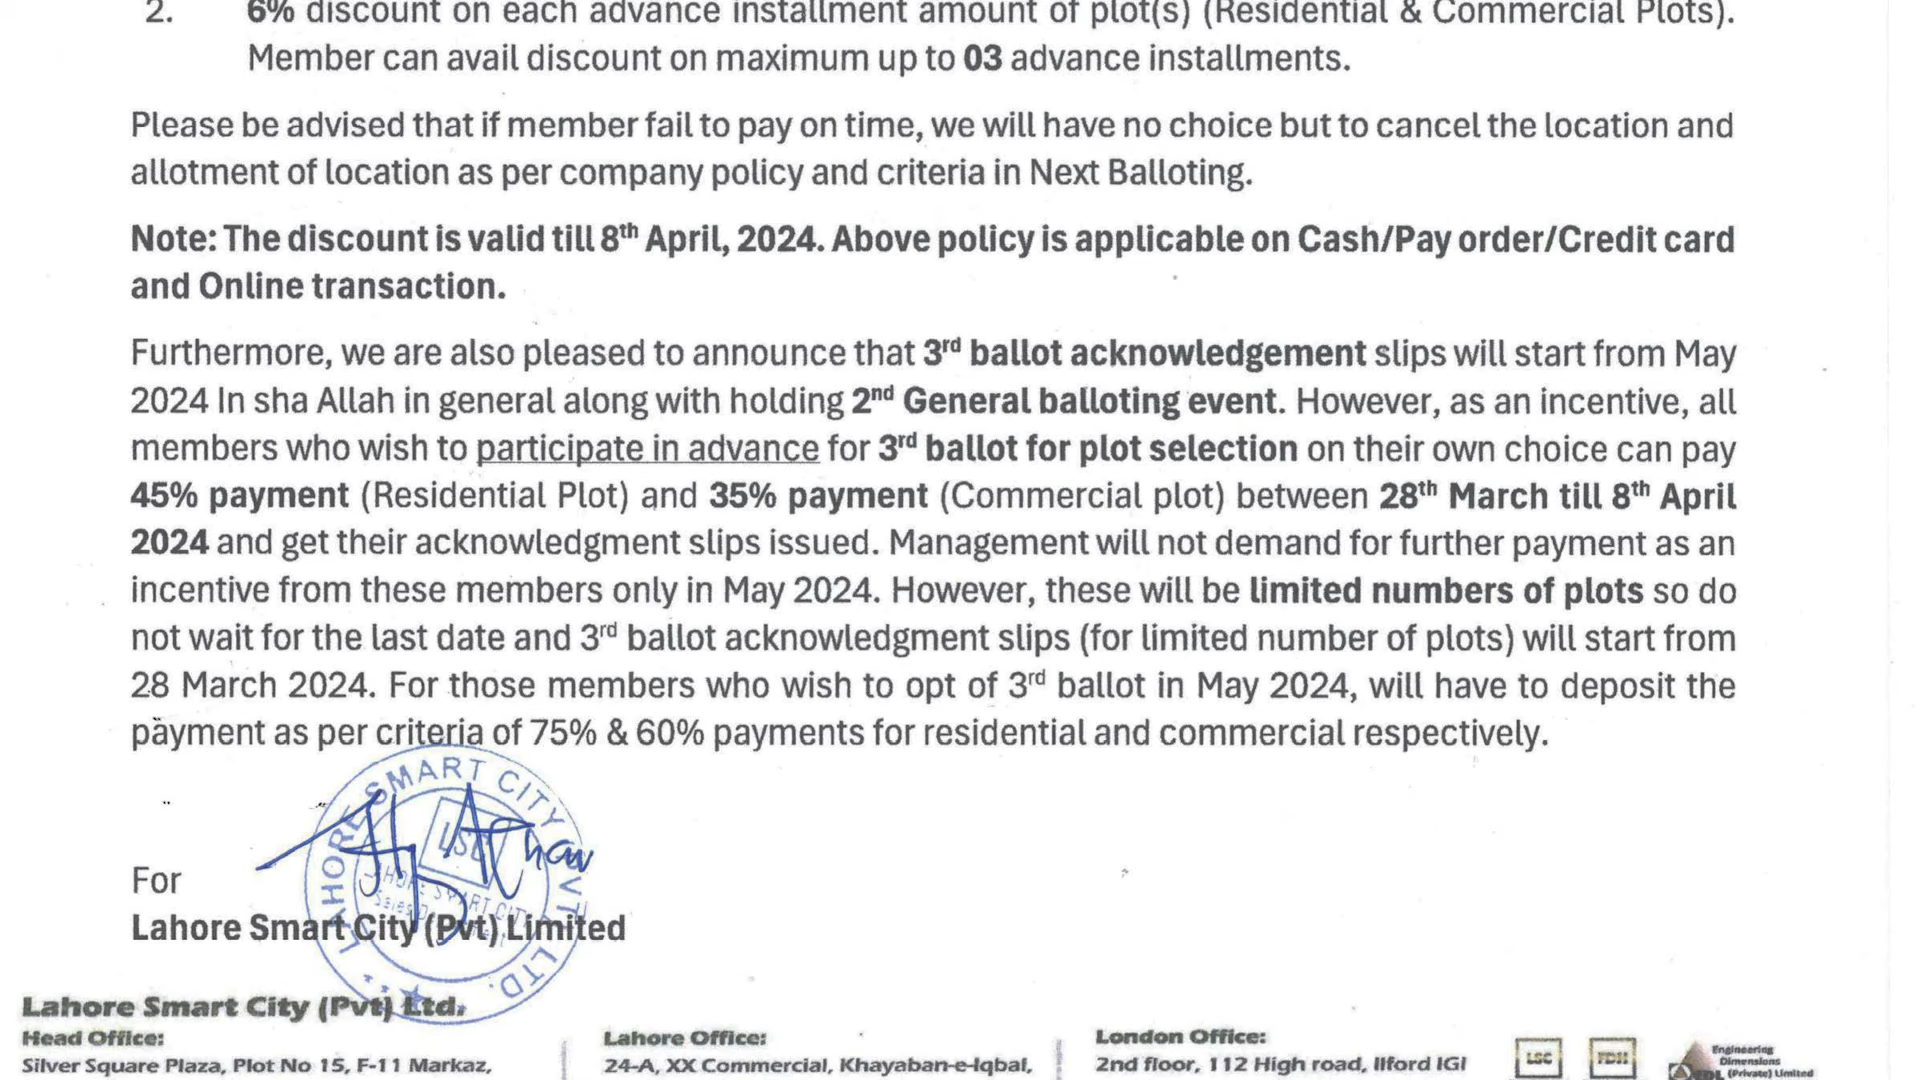 2. 6% discount on each advance installment amount of plot(s) (Residential & Commercial Plots).
Member can avail discount on maximum up to 03 advance installments.
Please be advised that if member fail to pay on time, we will have no choice but to cancel the location and
allotment of location as per company policy and criteria in Next Balloting.
Note: The discount is valid till 8th April, 2024. Above policy is applicable on Cash/Pay order/Credit card
and Online transaction.
Furthermore, we are also pleased to announce that 3rd ballot acknowledgement slips will start from May
2024 In sha Allah in general along with holding 2nd General balloting event. However, as an incentive, all
members who wish to participate in advance for 3rd ballot for plot selection on their own choice can pay
45% payment (Residential Plot) and 35% payment (Commercial plot) between 28th March till 8th April
2024 and get their acknowledgment slips issued. Management will not demand for further payment as an
incentive from these members only in May 2024. However, these will be limited numbers of plots so do
not wait for the last date and 3rd ballot acknowledgment slips (for limited number of plots) will start from
28 March 2024. For those members who wish to opt of 3rd ballot in May 2024, will have to deposit the
payment as per criteria of 75% & 60% payments for residential and commercial respectively.
LAHORE SMART CITY (PVT) LTD.
LSC
LAHORE SMART CITY
For
Lahore Smart City (Pvt) Limited
Lahore Smart City (Pvt) Ltd.
Head Office:
Silver Square Plaza, Plot No 15, F-11 Markaz,
Lahore Office:
24-A, XX Commercial, Khayaban-e-Iqbal,
London Office:
2nd floor, 112 High road, Ilford IGI
LSC
FDH
Engineering
Dimensions
EDL (Private) Limited